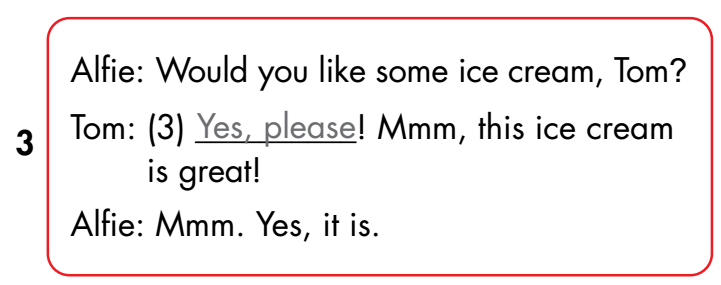 Alfie: Would you like some ice cream, Tom?
3
Tom: (3) Yes, please! Mmm, this ice cream
is great!
Alfie: Mmm. Yes, it is.